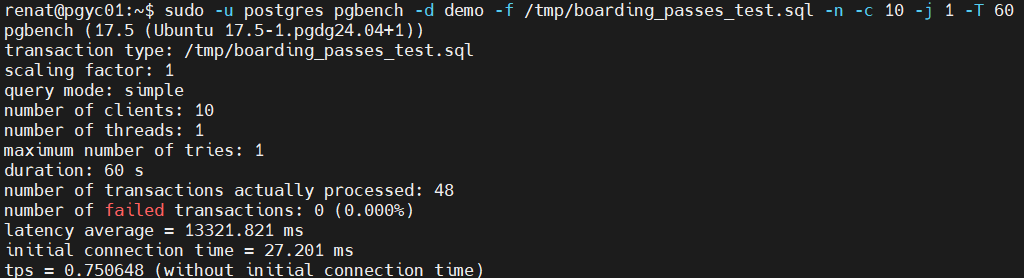 renat@pgyc01:~$ sudo -u postgres pgbench -d demo -f /tmp/boarding_passes_test.sql -n -c 10 -j 1 -T 60
pgbench (17.5 (Ubuntu 17.5-1.pgdg24.04+1))
transaction type: /tmp/boarding_passes_test.sql
scaling factor: 1
query mode: simple
number of clients: 10
number of threads: 1
maximum number of tries: 1
duration: 60 s
number of transactions actually processed: 48
number of failed transactions: 0 (0.000%)
latency average = 13321.821 ms
initial connection time = 27.201 ms
tps = 0.750648 (without initial connection time)